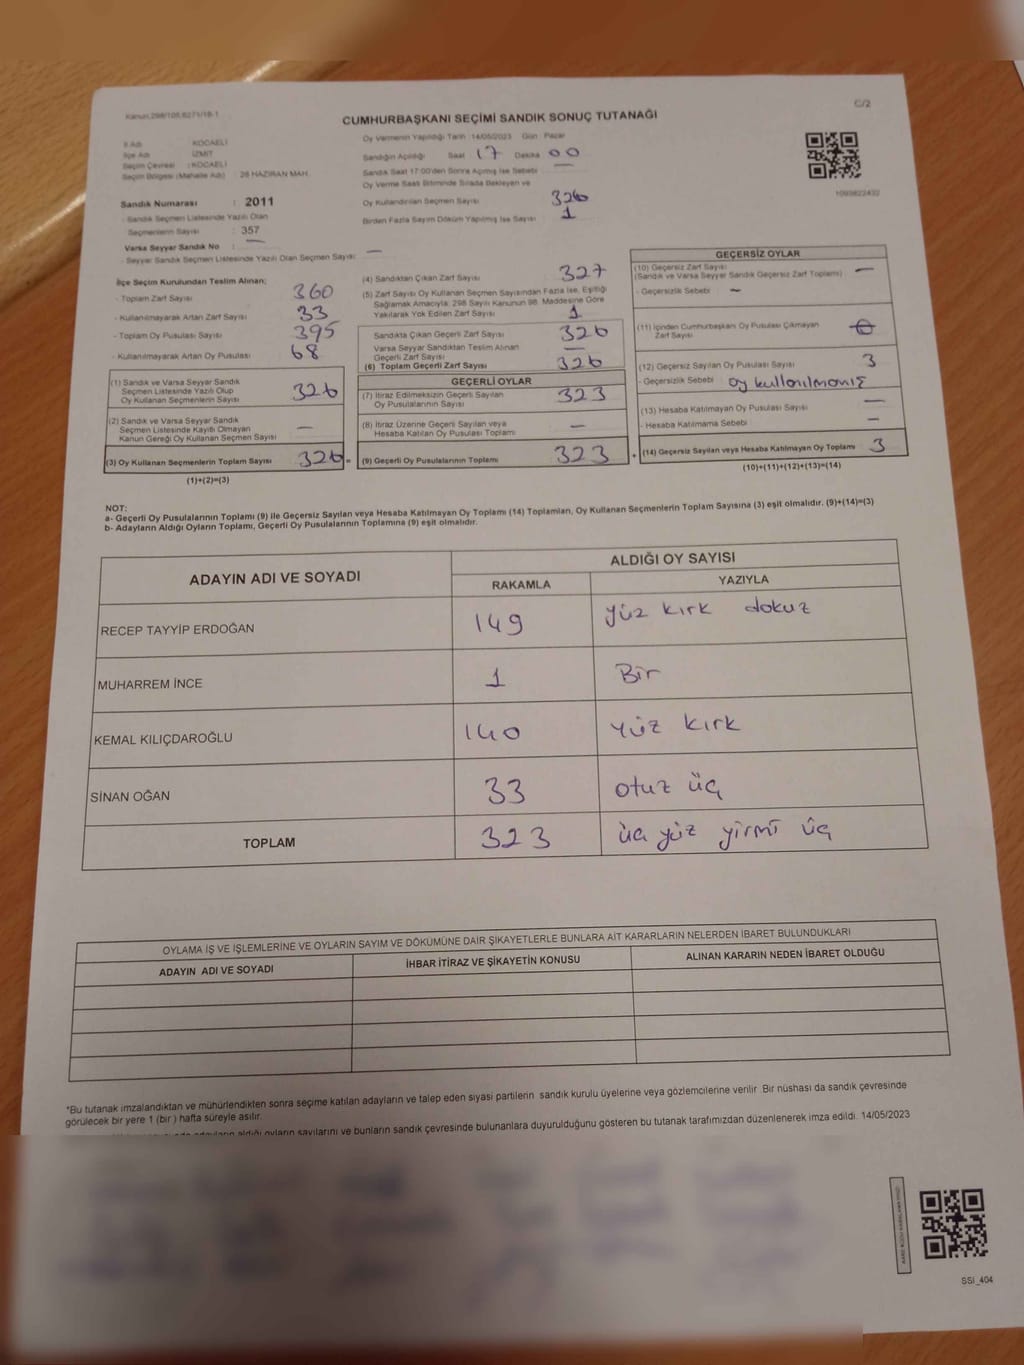 Kanun:298/105,6271/18-1
C/2
CUMHURBAŞKANI SEÇİMİ SANDIK SONUÇ TUTANAĞI
İl Adı KOCAELİ
İlçe Adı İZMİT
Seçim Çevresi : KOCAELİ
Seçim Bölgesi (Mahalle Adı) 28 HAZİRAN MAH.
Sandık Numarası : 2011
- Sandık Seçmen Listesinde Yazılı Olan
Seçmenlerin Sayısı : 357
Varsa Seyyar Sandık No : —
- Seyyar Sandık Seçmen Listesinde Yazılı Olan Seçmen Sayısı: —
Oy Vermenin Yapıldığı Tarih :14/05/2023 Gün : Pazar
Sandığın Açıldığı Saat 17 Dakika 00
Sandık Saat 17:00'den Sonra Açılmış İse Sebebi —
Oy Verme Saati Bitiminde Sırada Bekleyen ve
Oy Kullandırılan Seçmen Sayısı 326
Birden Fazla Sayım Döküm Yapılmış İse Sayısı 1
1093822432
İlçe Seçim Kurulundan Teslim Alınan;
- Toplam Zarf Sayısı 360
- Kullanılmayarak Artan Zarf Sayısı 33
- Toplam Oy Pusulası Sayısı 395
- Kullanılmayarak Artan Oy Pusulası 68
(1) Sandık ve Varsa Seyyar Sandık
Seçmen Listesinde Yazılı Olup
Oy Kullanan Seçmenlerin Sayısı 326
(2) Sandık ve Varsa Seyyar Sandık
Seçmen Listesinde Kayıtlı Olmayan
Kanun Gereği Oy Kullanan Seçmen Sayısı —
(3) Oy Kullanan Seçmenlerin Toplam Sayısı 326 =
(1)+(2)=(3)
(4) Sandıktan Çıkan Zarf Sayısı 327
(5) Zarf Sayısı Oy Kullanan Seçmen Sayısından Fazla İse, Eşitliği
Sağlamak Amacıyla; 298 Sayılı Kanunun 98. Maddesine Göre
Yakılarak Yok Edilen Zarf Sayısı 1
Sandıkta Çıkan Geçerli Zarf Sayısı 326
Varsa Seyyar Sandıktan Teslim Alınan
Geçerli Zarf Sayısı —
(6) Toplam Geçerli Zarf Sayısı 326
GEÇERLİ OYLAR
(7) İtiraz Edilmeksizin Geçerli Sayılan
Oy Pusulalarının Sayısı 323
(8) İtiraz Üzerine Geçerli Sayılan veya
Hesaba Katılan Oy Pusulası Toplamı —
(9) Geçerli Oy Pusulalarının Toplamı 323 +
GEÇERSİZ OYLAR
(10) Geçersiz Zarf Sayısı
(Sandık ve Varsa Seyyar Sandık Geçersiz Zarf Toplamı) —
- Geçersizlik Sebebi : —
(11) İçinden Cumhurbaşkanı Oy Pusulası Çıkmayan
Zarf Sayısı
(12) Geçersiz Sayılan Oy Pusulası Sayısı 3
- Geçersizlik Sebebi : oy kullanılmamış
(13) Hesaba Katılmayan Oy Pusulası Sayısı —
- Hesaba Katılmama Sebebi : —
(14) Geçersiz Sayılan veya Hesaba Katılmayan Oy Toplamı 3
(10)+(11)+(12)+(13)=(14)
NOT:
a- Geçerli Oy Pusulalarının Toplamı (9) ile Geçersiz Sayılan veya Hesaba Katılmayan Oy Toplamı (14) Toplamları, Oy Kullanan Seçmenlerin Toplam Sayısına (3) eşit olmalıdır. (9)+(14)=(3)
b- Adayların Aldığı Oyların Toplamı, Geçerli Oy Pusulalarının Toplamına (9) eşit olmalıdır.
ADAYIN ADI VE SOYADI ALDIĞI OY SAYISI
RAKAMLA YAZIYLA
RECEP TAYYİP ERDOĞAN 149 yüz kırk dokuz
MUHARREM İNCE 1 Bir
KEMAL KILIÇDAROĞLU 140 yüz kırk
SİNAN OĞAN 33 otuz üç
TOPLAM 323 üç yüz yirmi üç
OYLAMA İŞ VE İŞLEMLERİNE VE OYLARIN SAYIM VE DÖKÜMÜNE DAİR ŞİKAYETLERLE BUNLARA AİT KARARLARIN NELERDEN İBARET BULUNDUKLARI
ADAYIN ADI VE SOYADI İHBAR İTİRAZ VE ŞİKAYETİN KONUSU ALINAN KARARIN NEDEN İBARET OLDUĞU
*Bu tutanak imzalandıktan ve mühürlendikten sonra seçime katılan adayların ve talep eden siyasi partilerin sandık kurulu üyelerine veya gözlemcilerine verilir .Bir nüshası da sandık çevresinde
görülecek bir yere 1 (bir ) hafta süreyle asılır.
adayların aldığı oyların sayılarını ve bunların sandık çevresinde bulunanlara duyurulduğunu gösteren bu tutanak tarafımızdan düzenlenerek imza edildi. 14/05/2023
SSİ_404